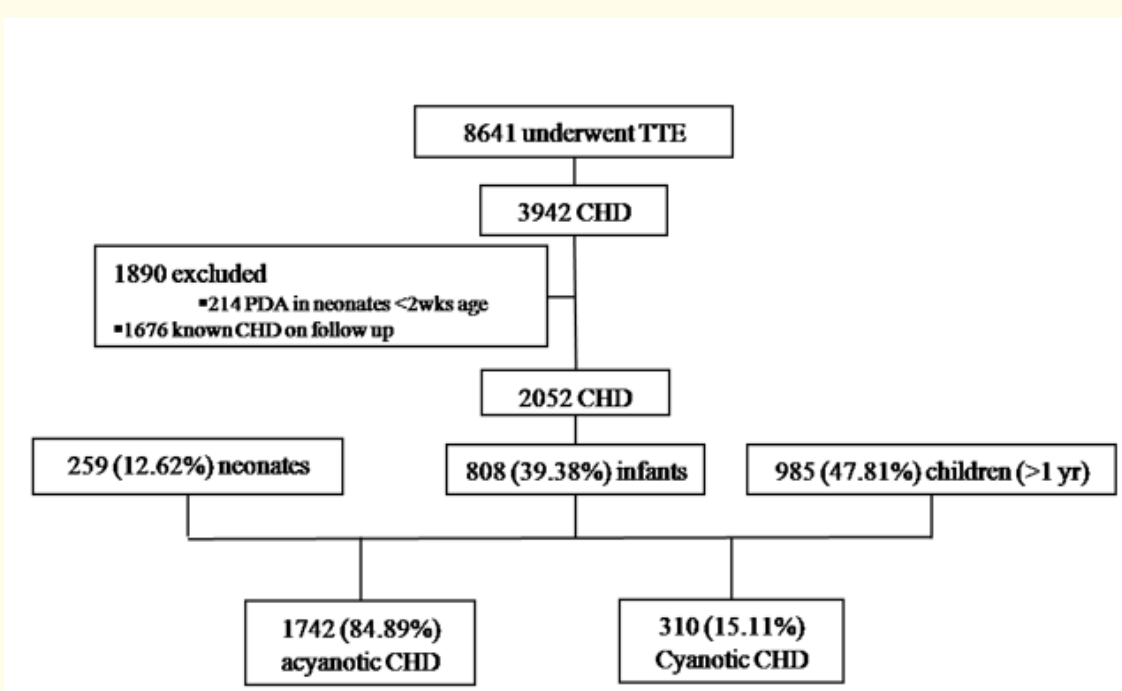 8641 underwent TTE
3942 CHD
1890 excluded
▪214 PDA in neonates <2wks age
▪1676 known CHD on follow up
2052 CHD
259 (12.62%) neonates
808 (39.38%) infants
985 (47.81%) children (>1 yr)
1742 (84.89%)
acyanotic CHD
310 (15.11%)
Cyanotic CHD